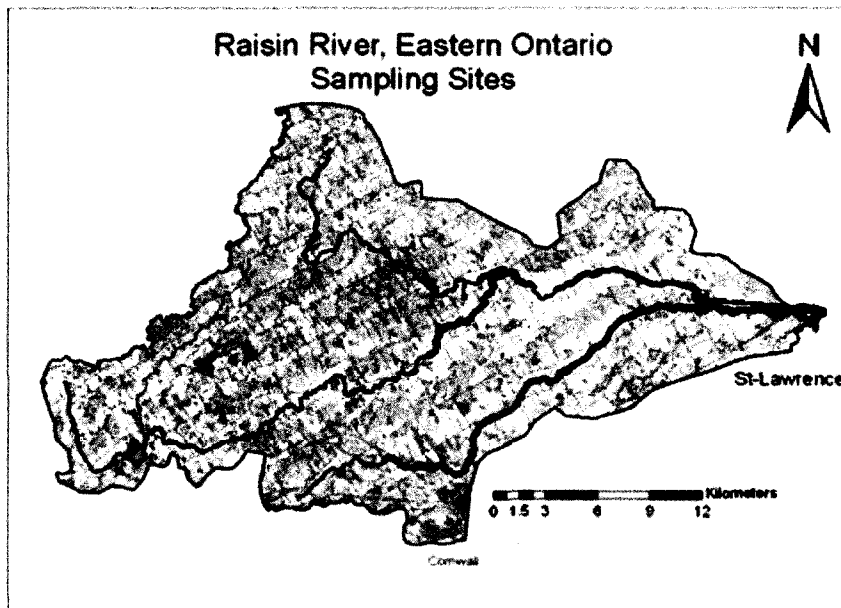 Raisin River, Eastern Ontario
Sampling Sites
N
St-Lawrence
Kilometers
0 1.5 3 6 9 12
Cornwall